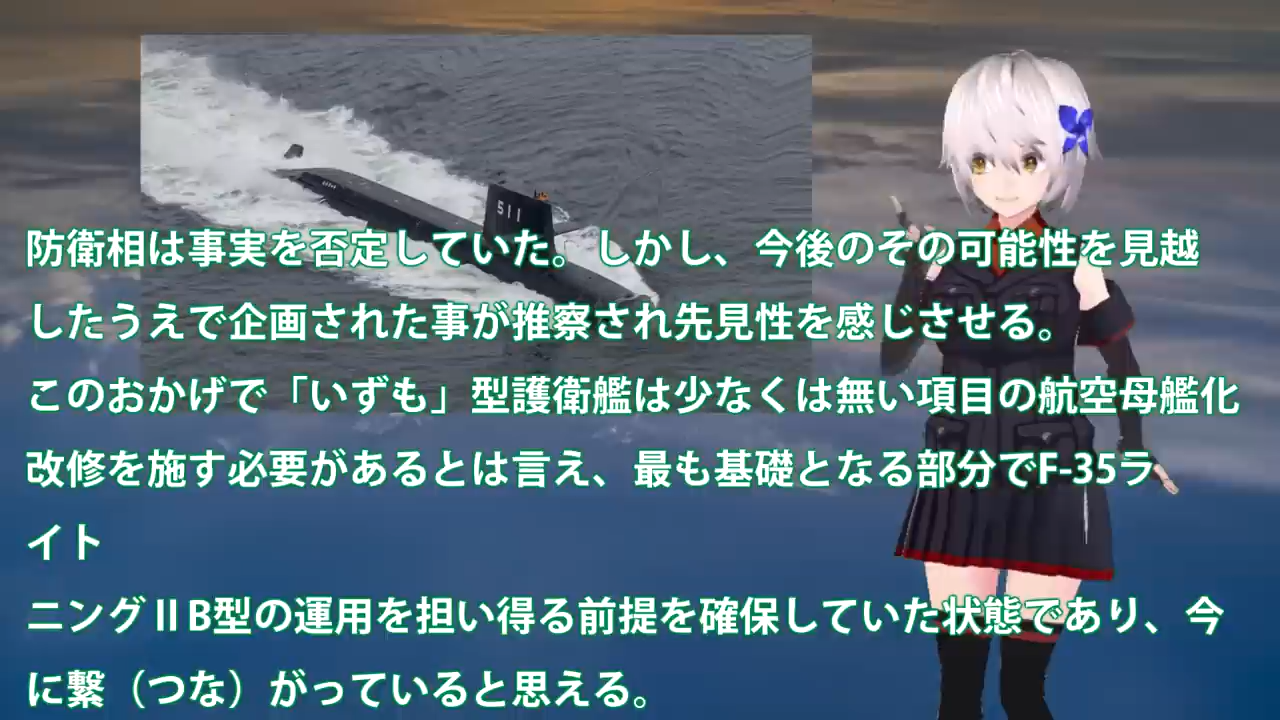 511
防衛相は事実を否定していた。しかし、今後のその可能性を見越
したうえで企画された事が推察され先見性を感じさせる。
このおかげで「いずも」型護衛艦は少なくは無い項目の航空母艦化
改修を施す必要があるとは言え、最も基礎となる部分でF-35ラ
イト
ニングⅡB型の運用を担い得る前提を確保していた状態であり、今
に繋（つな）がっていると思える。